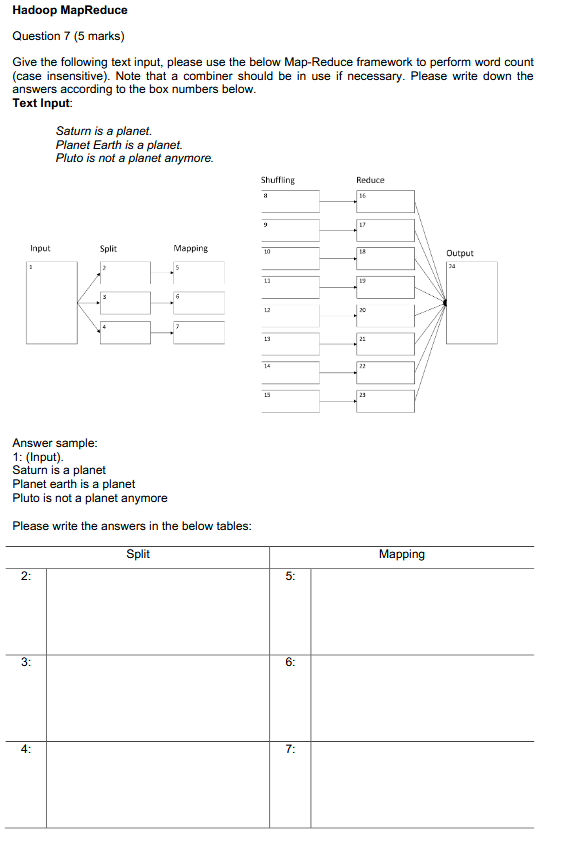 Hadoop MapReduce
Question 7 (5 marks)
Give the following text input, please use the below Map-Reduce framework to perform word count
(case insensitive). Note that a combiner should be in use if necessary. Please write down the
answers according to the box numbers below.
Text Input:
Saturn is a planet.
Planet Earth is a planet.
Pluto is not a planet anymore.
Shuffling Reduce
8 16
9 17
Input Split Mapping 10 18 Output
1 2 5 24
11 19
3 6
12 20
4 7
13 21
14 22
15 23
Answer sample:
1: (Input).
Saturn is a planet
Planet earth is a planet
Pluto is not a planet anymore
Please write the answers in the below tables:
Split Mapping
2: 5:
3: 6:
4: 7: